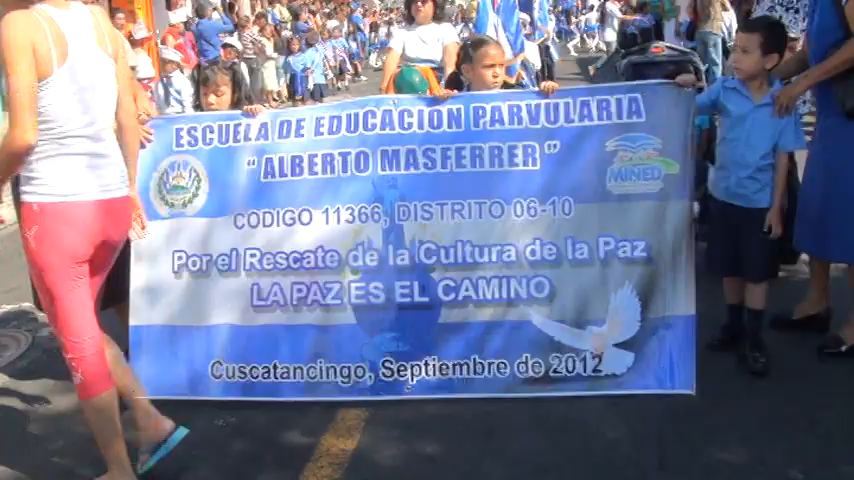 ESCUELA DE EDUCACION PARVULARIA
"ALBERTO MASFERRER"
MINED
CODIGO 11366, DISTRITO 06-10
Por el Rescate de la Cultura de la Paz
LA PAZ ES EL CAMINO
Cuscatancingo, Septiembre de 2012